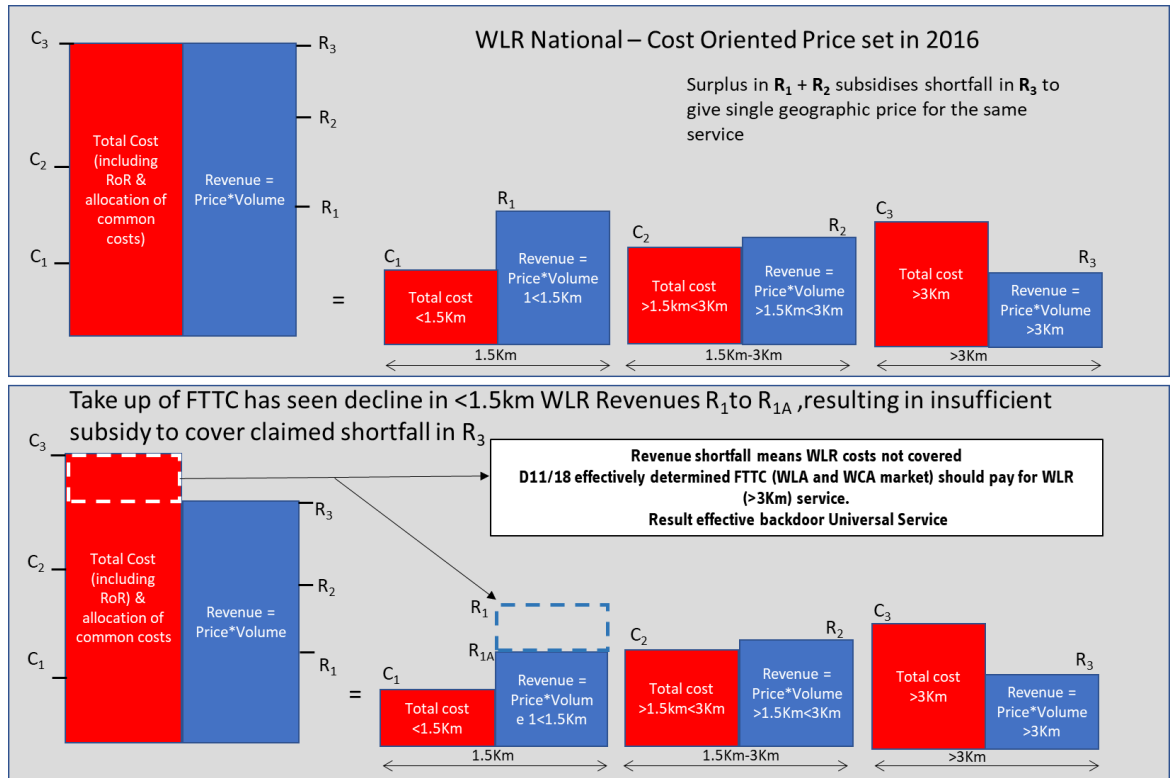 WLR National – Cost Oriented Price set in 2016
Surplus in R₁ + R₂ subsidises shortfall in R₃ to
give single geographic price for the same
service
C₃
C₂
C₁
Total Cost
(including
RoR &
allocation of
common
costs)
Revenue =
Price*Volume
R₃
R₂
R₁
=
C₁
Total cost
<1.5Km
R₁
Revenue =
Price*Volume
1<1.5Km
1.5Km
C₂
Total cost
>1.5km<3Km
R₂
Revenue =
Price*Volume
>1.5Km<3Km
1.5Km-3Km
C₃
Total cost
>3Km
R₃
Revenue =
Price*Volume
>3Km
>3Km
Take up of FTTC has seen decline in <1.5km WLR Revenues R₁to R₁A ,resulting in insufficient
subsidy to cover claimed shortfall in R₃
Revenue shortfall means WLR costs not covered
D11/18 effectively determined FTTC (WLA and WCA market) should pay for WLR
(>3Km) service.
Result effective backdoor Universal Service
C₃
C₂
C₁
Total Cost
(including
RoR) &
allocation of
common costs
Revenue =
Price*Volume
R₃
R₂
R₁
=
C₁
Total cost
<1.5Km
R₁
R₁A
Revenue =
Price*Volum
e 1<1.5Km
1.5Km
C₂
Total cost
>1.5km<3Km
R₂
Revenue =
Price*Volume
>1.5Km<3Km
1.5Km-3Km
C₃
Total cost
>3Km
R₃
Revenue =
Price*Volume
>3Km
>3Km